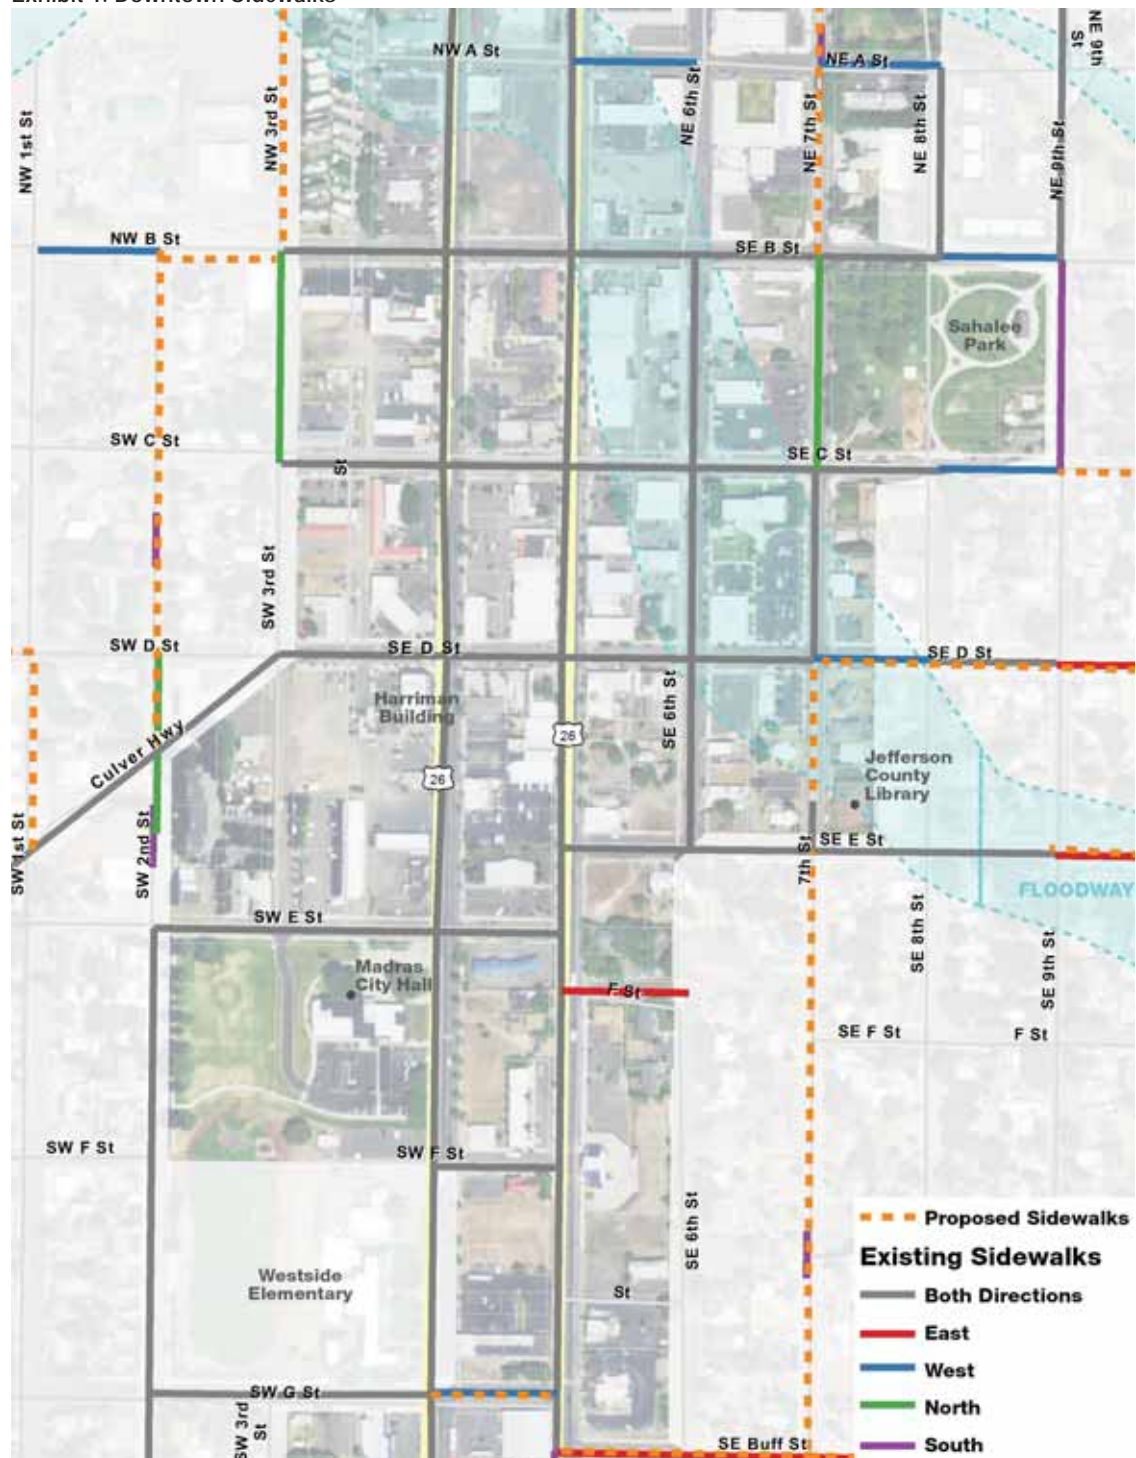 Exhibit 4. Downtown Sidewalks
NW A St
NE A St
NE 9th
St
NW 1st St
NW 3rd St
NE 6th St
NE 7th St
NE 8th St
NE 9th St
NW B St
SE B St
Sahalee
Park
SW C St
St
SE C St
SW 3rd St
SW D St
SE D St
SE D St
Harriman
Building
SE 6th St
26
26
Culver Hwy
Jefferson
County
Library
SW 1st St
SW 2nd St
7th St
SE E St
FLOODWAY
SW E St
SE 8th St
SE 9th St
Madras
City Hall
F St
SE F St
F St
SW F St
SW F St
SE 6th St
Westside
Elementary
St
SW G St
SW 3rd
St
SE Buff St
Proposed Sidewalks
Existing Sidewalks
Both Directions
East
West
North
South